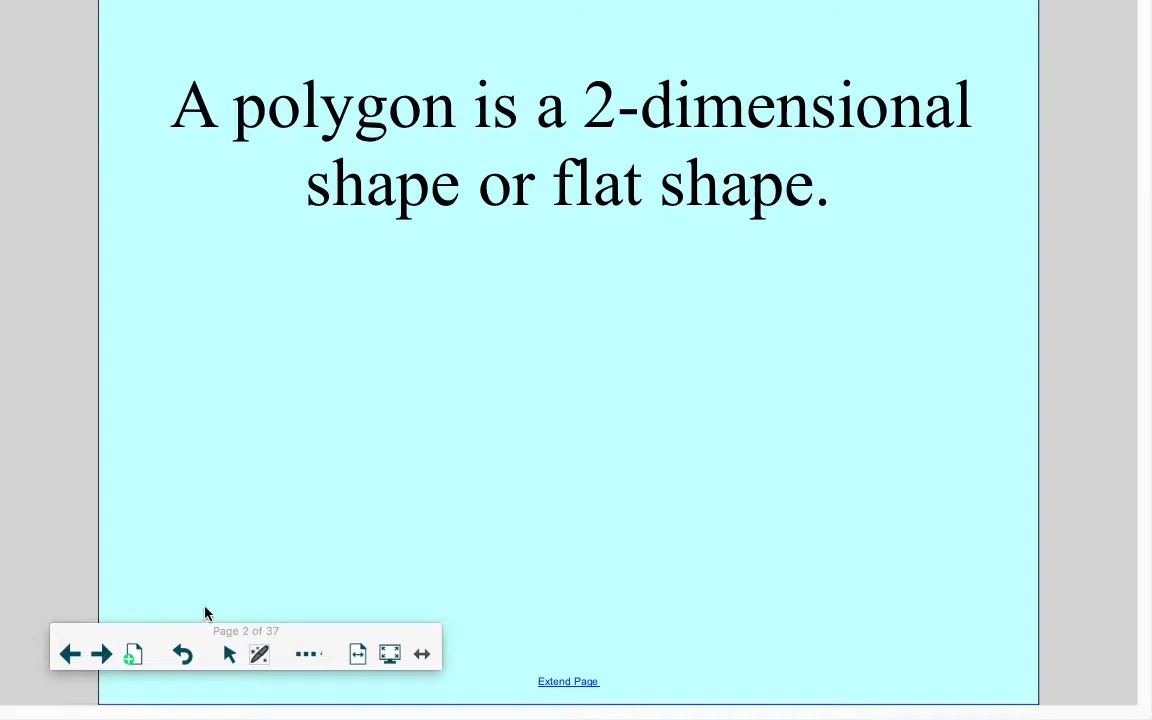 A polygon is a 2-dimensional
shape or flat shape.
Page 2 of 37
Extend Page